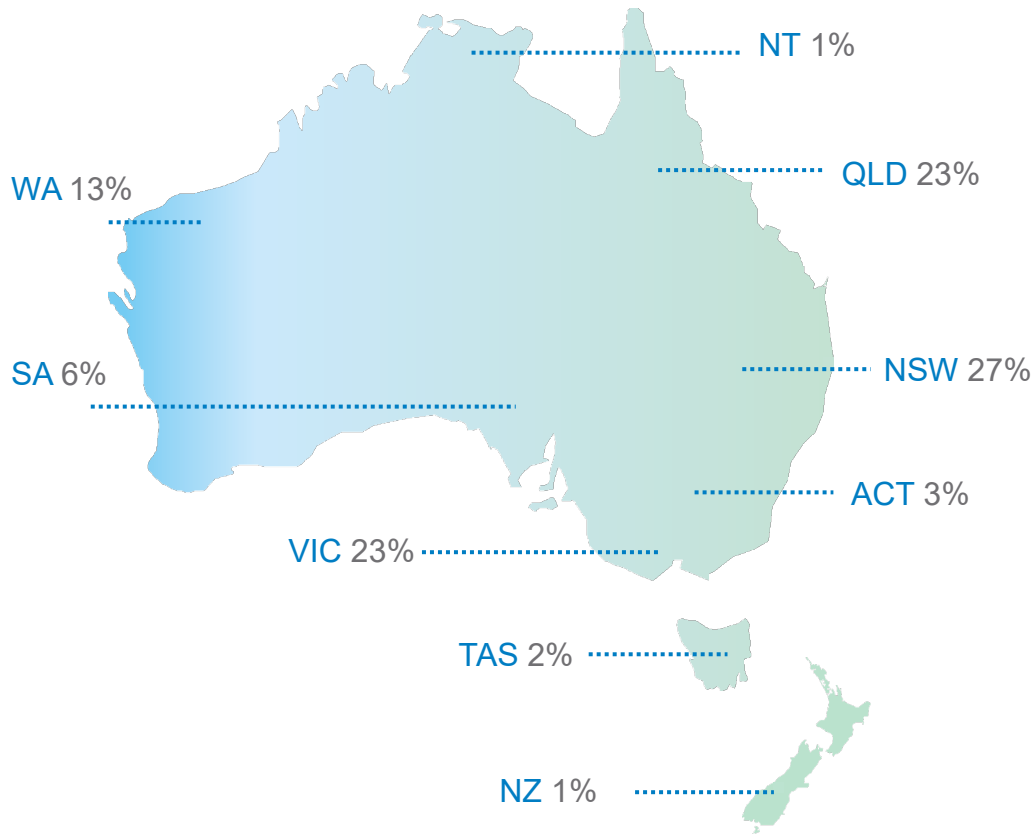 NT 1%
QLD 23%
WA 13%
SA 6%
NSW 27%
ACT 3%
VIC 23%
TAS 2%
NZ 1%